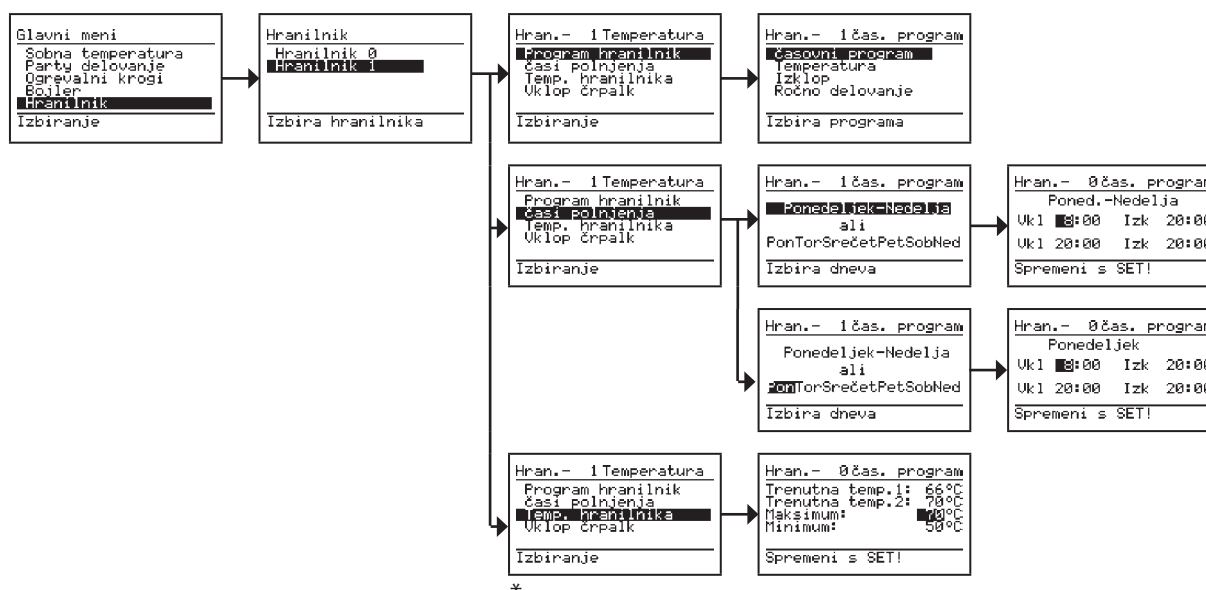 Glavni meni
Sobna temperatura
Party delovanje
Ogrevalni krogi
Bojler
Hranilnik
Izbiranje
Hranilnik
Hranilnik 0
Hranilnik 1
Izbira hranilnika
Hran.- 1 Temperatura
Program hranilnik
časi polnjenja
Temp. hranilnika
Vklop črpalk
Izbiranje
Hran.- 1 čas. program
časovni program
Temperatura
Izklop
Ročno delovanje
Izbira programa
Hran.- 1 Temperatura
Program hranilnik
časi polnjenja
Temp. hranilnika
Vklop črpalk
Izbiranje
Hran.- 1 čas. program
Ponedeljek-Nedelja
ali
PonTorSrečetPetSobNed
Izbira dneva
Hran.- 0 čas. program
Poned.-Nedelja
Vkl 8:00 Izk 20:00
Vkl 20:00 Izk 20:00
Spremeni s SET!
Hran.- 1 čas. program
Ponedeljek-Nedelja
ali
PonTorSrečetPetSobNed
Izbira dneva
Hran.- 0 čas. program
Ponedeljek
Vkl 8:00 Izk 20:00
Vkl 20:00 Izk 20:00
Spremeni s SET!
Hran.- 1 Temperatura
Program hranilnik
časi polnjenja
Temp. hranilnika
Vklop črpalk
Izbiranje
Hran.- 0 čas. program
Trenutna temp.1: 66°C
Trenutna temp.2: 70°C
Maksimum: 70°C
Minimum: 50°C
Spremeni s SET!